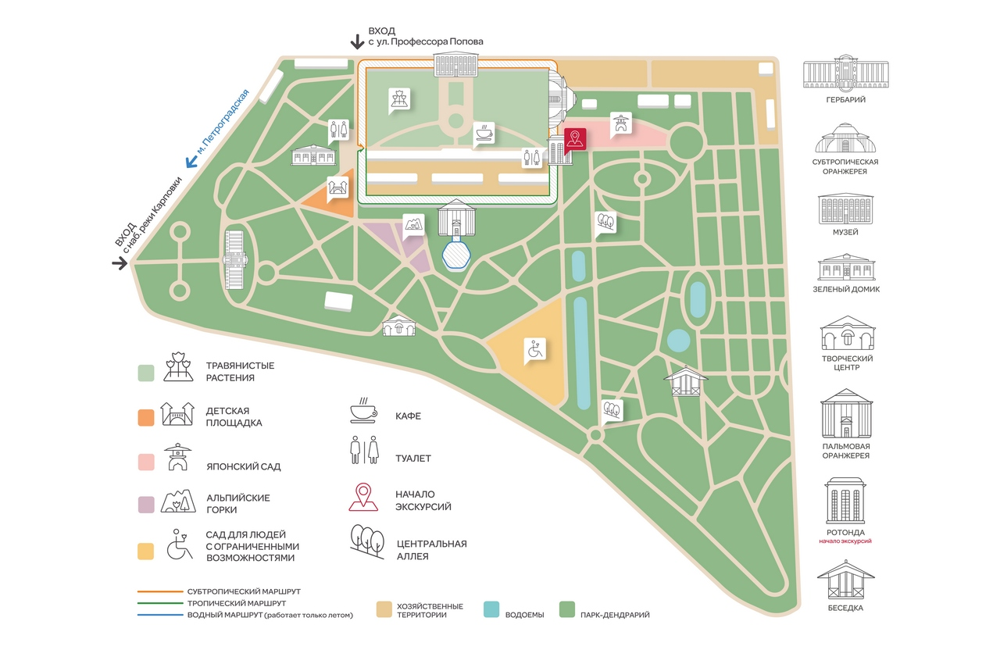 ВХОД
с ул. Профессора Попова
м. Петроградская
ВХОД
с наб. реки Карповки
ГЕРБАРИЙ
СУБТРОПИЧЕСКАЯ
ОРАНЖЕРЕЯ
МУЗЕЙ
ЗЕЛЕНЫЙ ДОМИК
ТВОРЧЕСКИЙ
ЦЕНТР
ПАЛЬМОВАЯ
ОРАНЖЕРЕЯ
РОТОНДА
начало экскурсий
БЕСЕДКА
ТРАВЯНИСТЫЕ
РАСТЕНИЯ
ДЕТСКАЯ
ПЛОЩАДКА
ЯПОНСКИЙ САД
АЛЬПИЙСКИЕ
ГОРКИ
САД ДЛЯ ЛЮДЕЙ
С ОГРАНИЧЕННЫМИ
ВОЗМОЖНОСТЯМИ
КАФЕ
ТУАЛЕТ
НАЧАЛО
ЭКСКУРСИЙ
ЦЕНТРАЛЬНАЯ
АЛЛЕЯ
СУБТРОПИЧЕСКИЙ МАРШРУТ
ТРОПИЧЕСКИЙ МАРШРУТ
ВОДНЫЙ МАРШРУТ (работает только летом)
ХОЗЯЙСТВЕННЫЕ
ТЕРРИТОРИИ
ВОДОЕМЫ
ПАРК-ДЕНДРАРИЙ